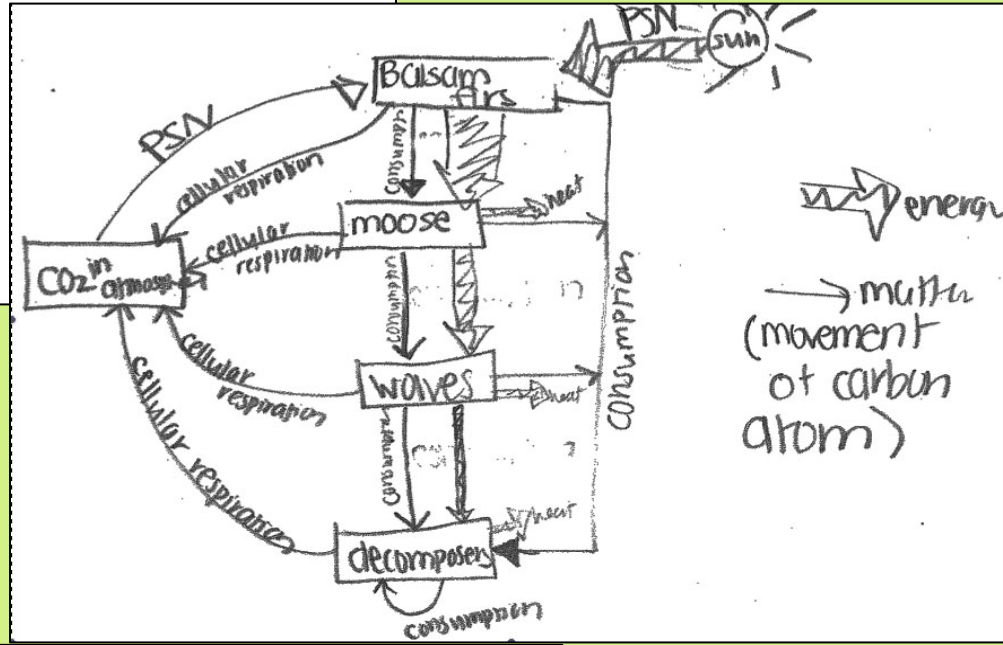 PSN
sun
Balsam
firs
PSN
cellular
respiration
consumption
heat
moose
energy
cellular
respiration
CO2 in
atmosp
matter
(movement
of carbon
atom)
consumption
consumption
wolves
heat
cellular
respiration
consumption
cellular respiration
heat
decomposers
consumption